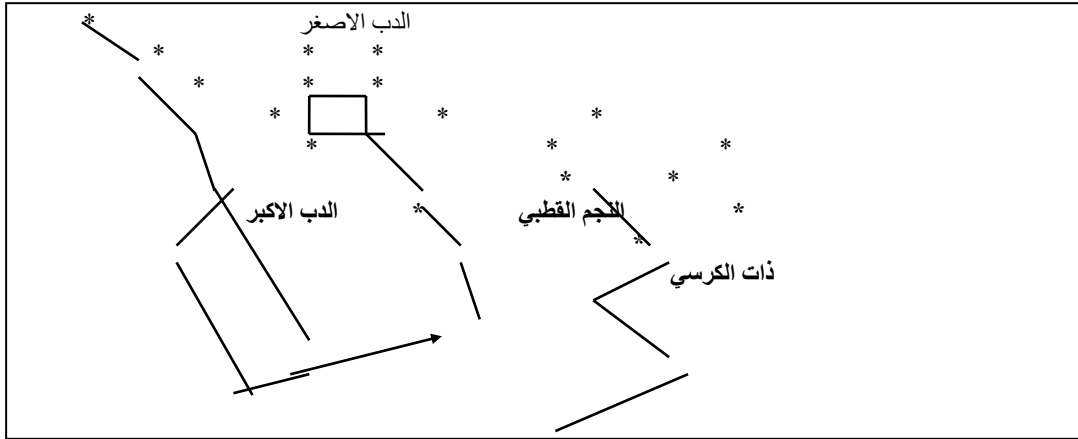 الدب الاصغر
الدب الاكبر
النجم القطبي
ذات الكرسي